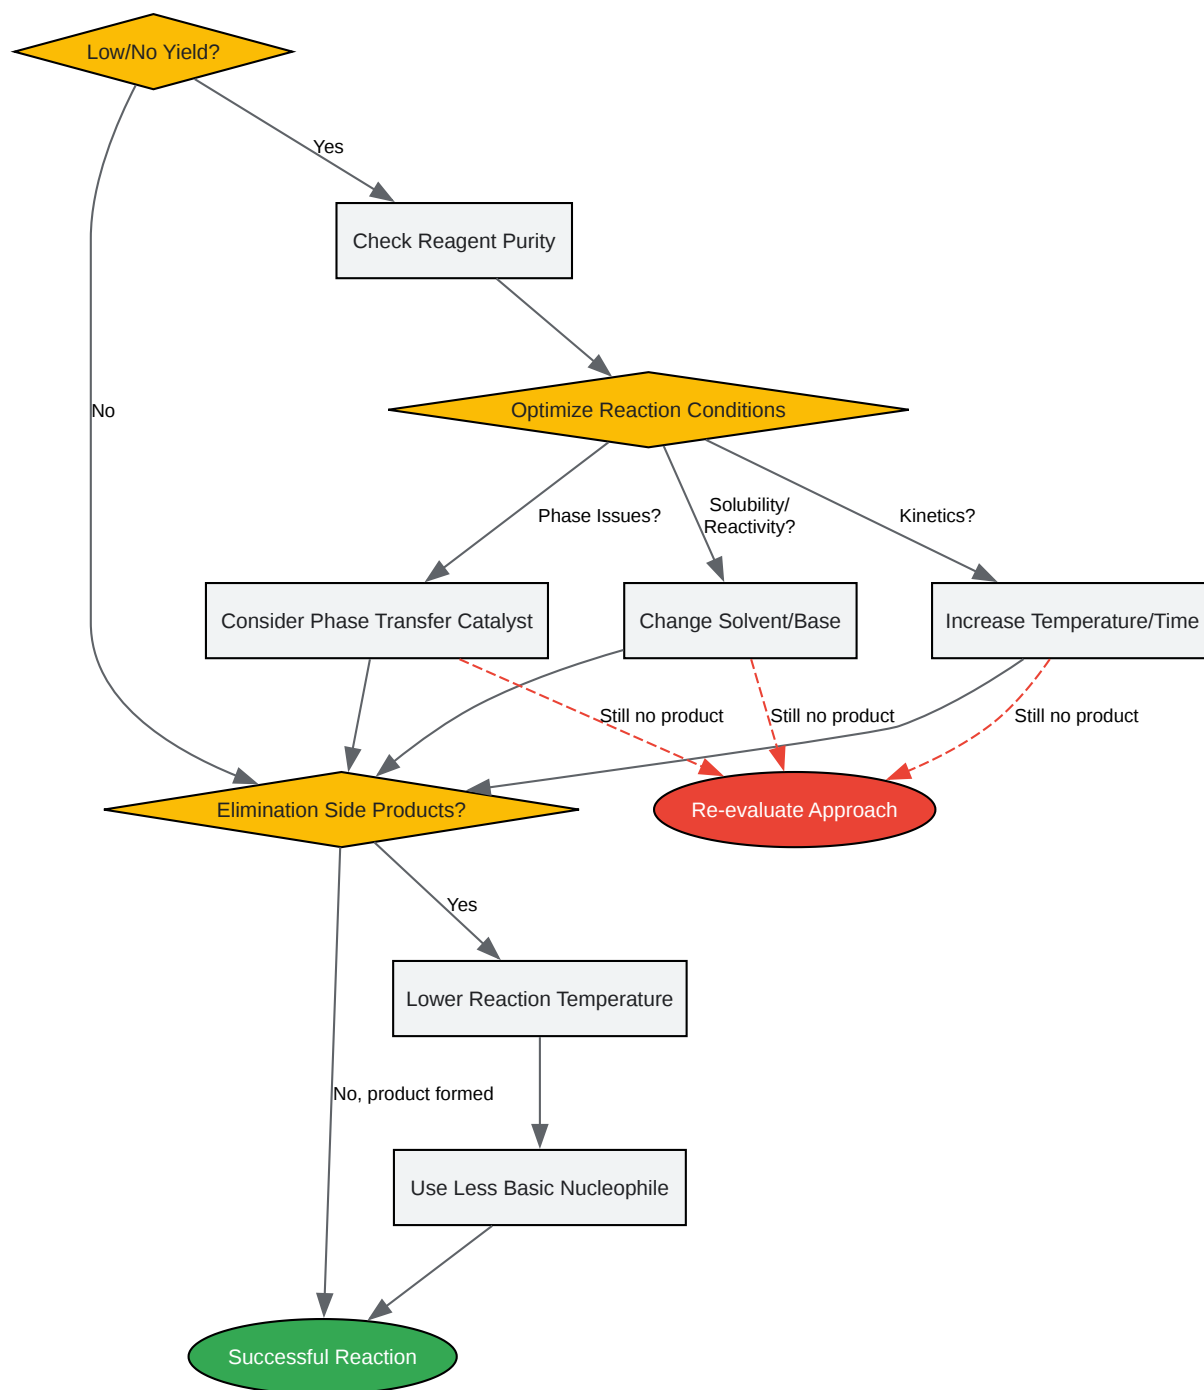 Low/No Yield?
Yes
Check Reagent Purity
No
Optimize Reaction Conditions
Phase Issues?
Solubility/
Reactivity?
Kinetics?
Consider Phase Transfer Catalyst
Change Solvent/Base
Increase Temperature/Time
Still no product
Still no product
Still no product
Elimination Side Products?
Re-evaluate Approach
Yes
Lower Reaction Temperature
No, product formed
Use Less Basic Nucleophile
Successful Reaction